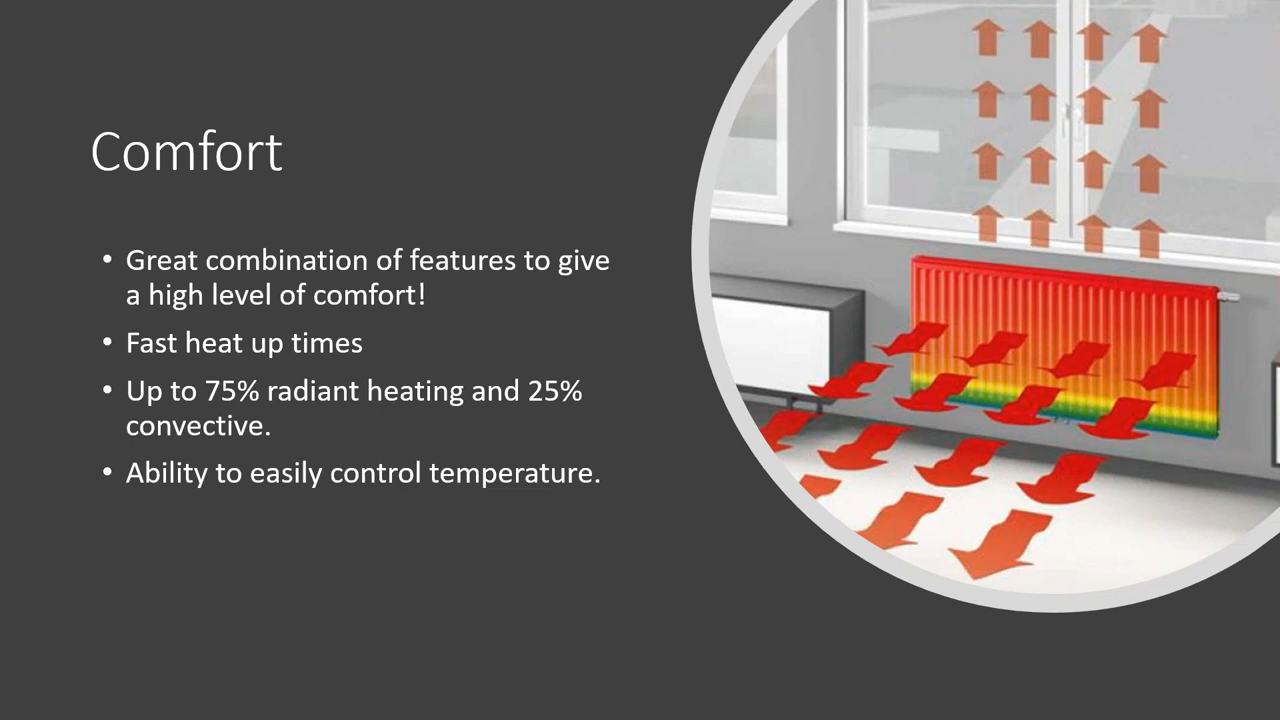 Comfort
• Great combination of features to give
a high level of comfort!
• Fast heat up times
• Up to 75% radiant heating and 25%
convective.
• Ability to easily control temperature.